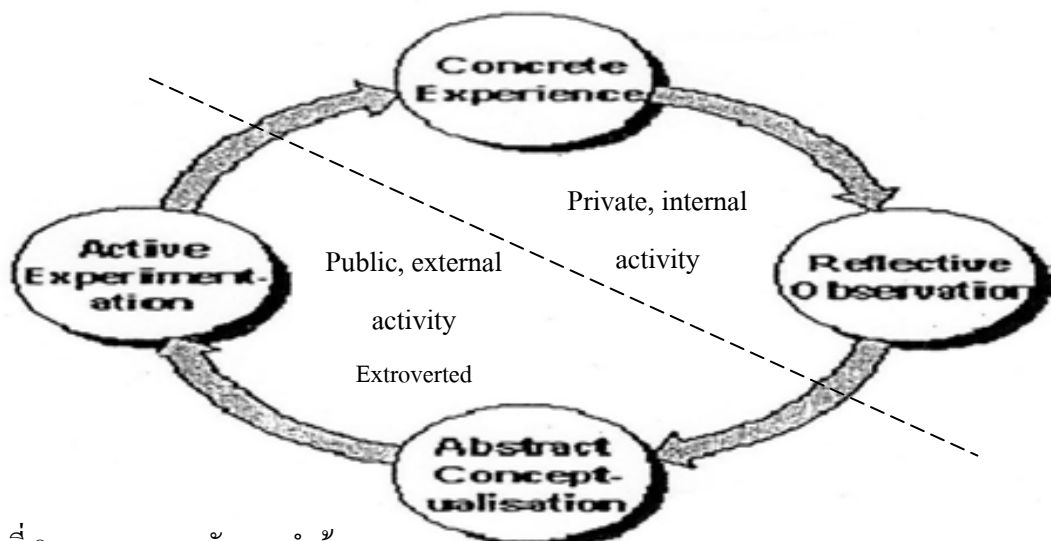 Concrete
Experience
Private, internal
activity
Reflective
Observation
Public, external
activity
Extroverted
Active
Experiment-
ation
Abstract
Concept-
ualisation